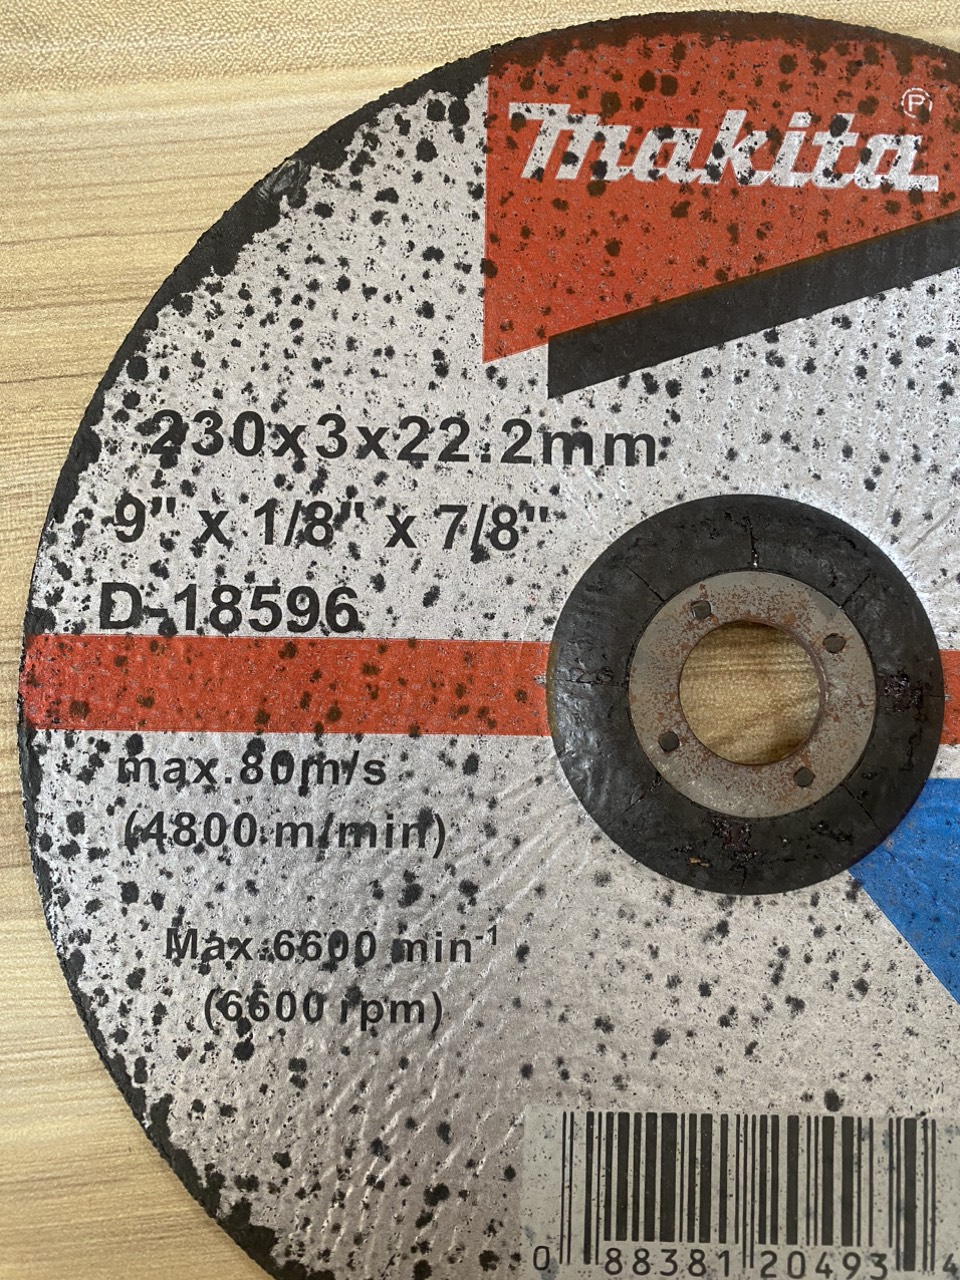 makita
230x3x22.2mm
9" x 1/8" x 7/8"
D-18596
max.80m/s
(4800 m/min)
Max.6600 min⁻¹
(6600 rpm)
0 88381 20493 4